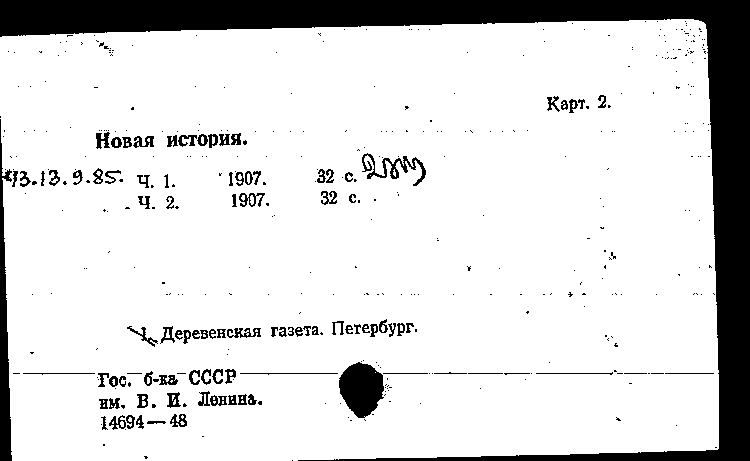 Карт. 2.
Новая история.
13.9.85. Ч. 1. 1907. 32 с.
Ч. 2. 1907. 32 с.
1. Деревенская газета. Петербург.
Гос. б-ка СССР
им. В. И. Ленина.
14694—48